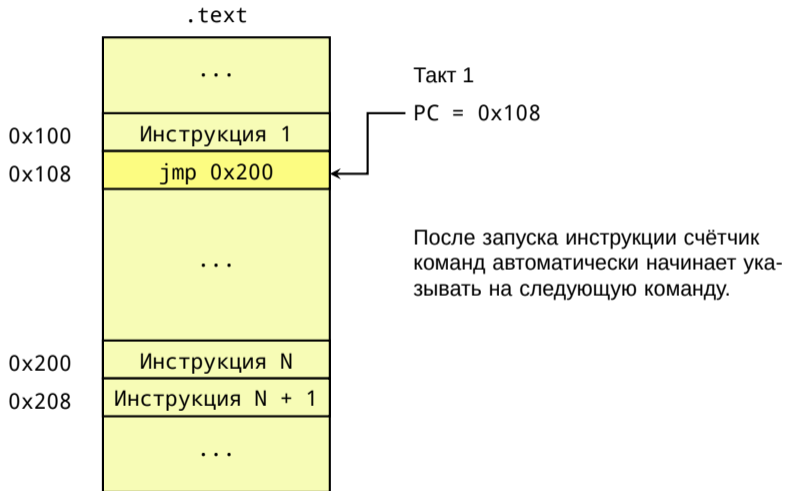 .text
...
Такт 1
PC = 0x108
0x100
Инструкция 1
0x108
jmp 0x200
...
После запуска инструкции счётчик
команд автоматически начинает ука-
зывать на следующую команду.
0x200
Инструкция N
0x208
Инструкция N + 1
...